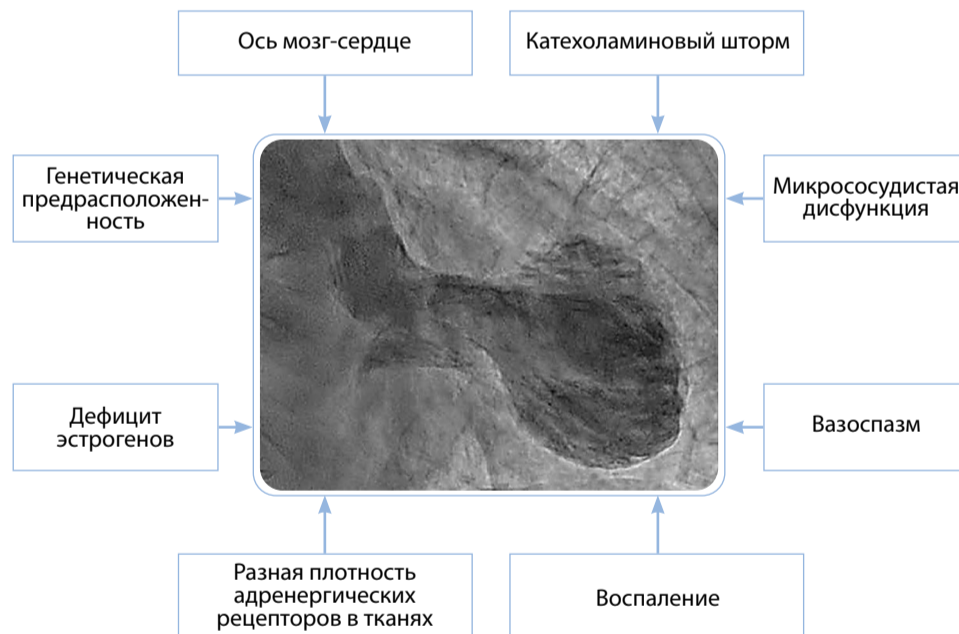 Ось мозг-сердце
Катехоламиновый шторм
Генетическая
предрасположен-
ность
Микрососудистая
дисфункция
Дефицит
эстрогенов
Вазоспазм
Разная плотность
адренергических
рецепторов в тканях
Воспаление